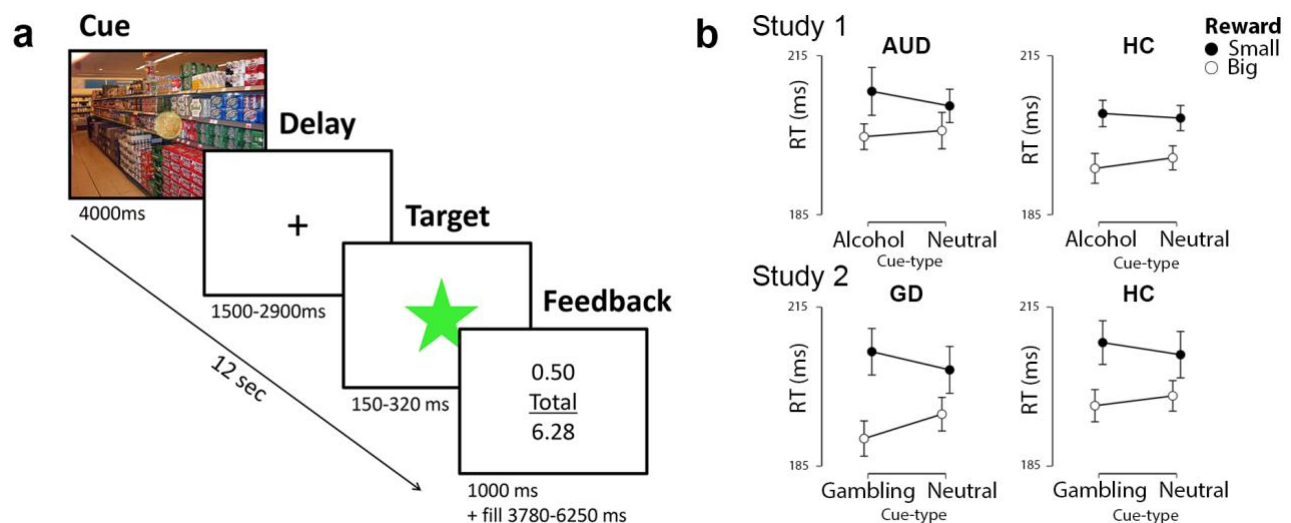 a
Cue
4000ms
Delay
+
1500-2900ms
Target
150-320 ms
Feedback
0.50
Total
6.28
1000 ms
+ fill 3780-6250 ms
12 sec
b
Study 1
Reward
Small
Big
AUD
215
RT (ms)
185
Alcohol Neutral
Cue-type
HC
215
RT (ms)
185
Alcohol Neutral
Cue-type
Study 2
GD
215
RT (ms)
185
Gambling Neutral
Cue-type
HC
215
RT (ms)
185
Gambling Neutral
Cue-type